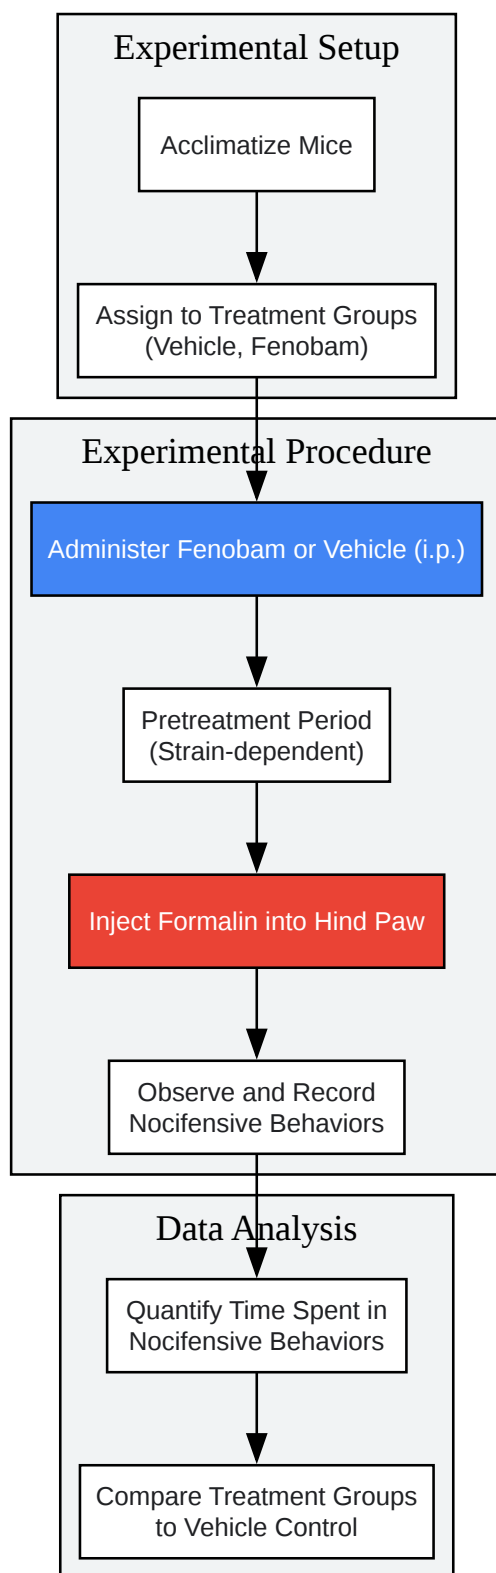 Experimental Setup
Acclimatize Mice
Assign to Treatment Groups
(Vehicle, Fenobam)
Experimental Procedure
Administer Fenobam or Vehicle (i.p.)
Pretreatment Period
(Strain-dependent)
Inject Formalin into Hind Paw
Observe and Record
Nocifensive Behaviors
Data Analysis
Quantify Time Spent in
Nocifensive Behaviors
Compare Treatment Groups
to Vehicle Control